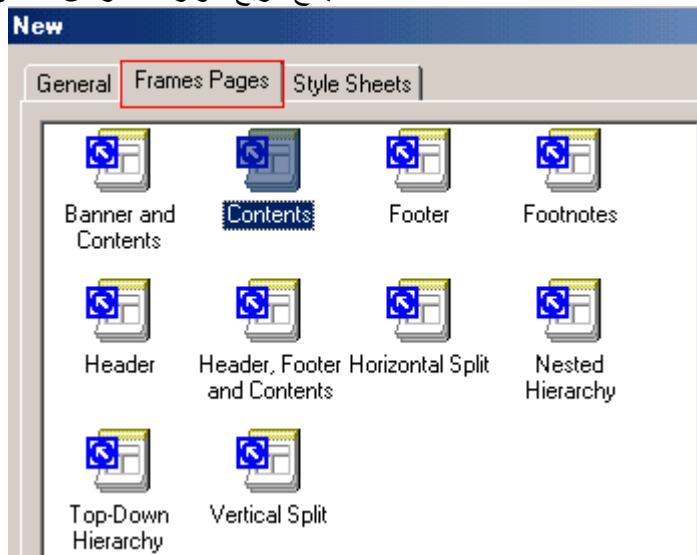 New
General Frames Pages Style Sheets
Banner and Contents Footer Footnotes
Contents
Header Header, Footer Horizontal Split Nested
and Contents Hierarchy
Top-Down Vertical Split
Hierarchy